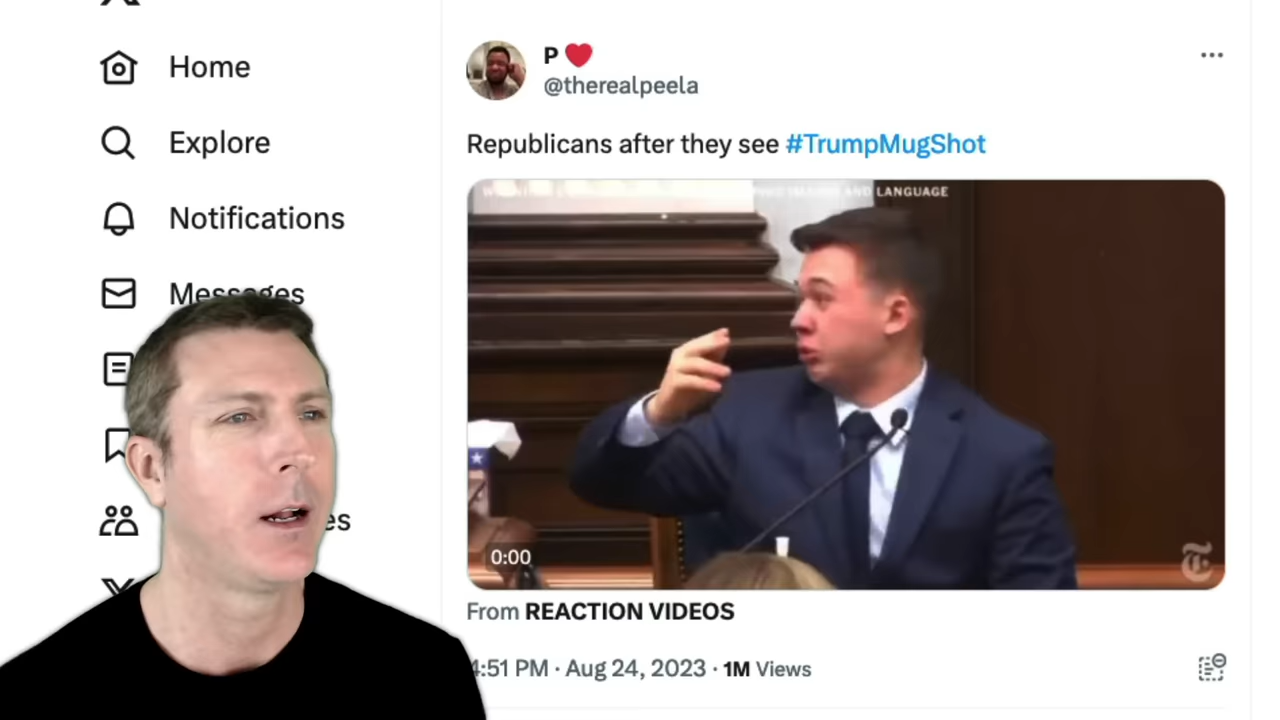 Home
Explore
Notifications
Messages
es
P ❤️
@therealpeela
Republicans after they see #TrumpMugShot
AND LANGUAGE
0:00
From REACTION VIDEOS
4:51 PM · Aug 24, 2023 · 1M Views